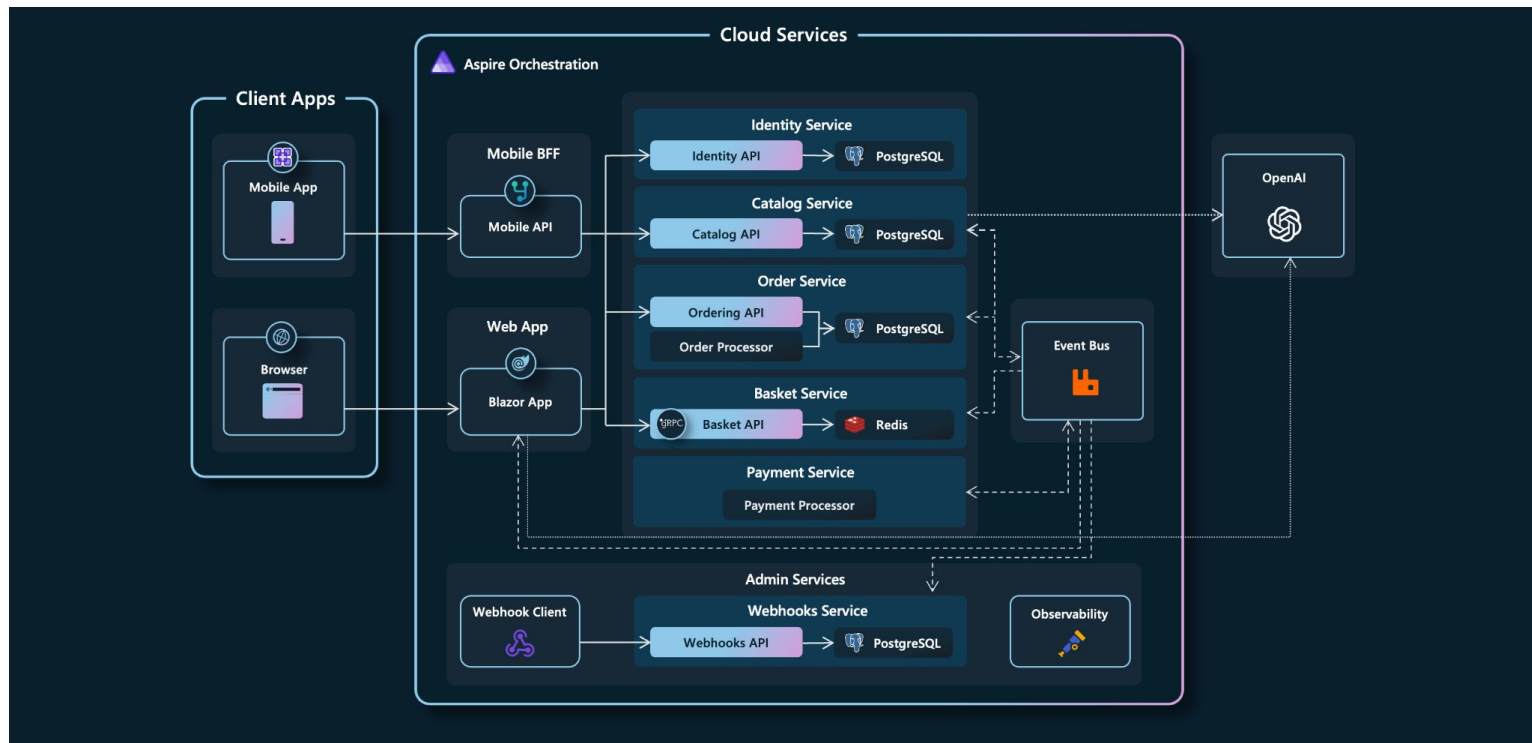 Cloud Services
Aspire Orchestration
Client Apps
Mobile App
Browser
Mobile BFF
Mobile API
Web App
Blazor App
Identity Service
Identity API
PostgreSQL
Catalog Service
Catalog API
PostgreSQL
Order Service
Ordering API
Order Processor
PostgreSQL
Basket Service
gRPC
Basket API
Redis
Payment Service
Payment Processor
Event Bus
OpenAI
Admin Services
Webhook Client
Webhooks Service
Webhooks API
PostgreSQL
Observability